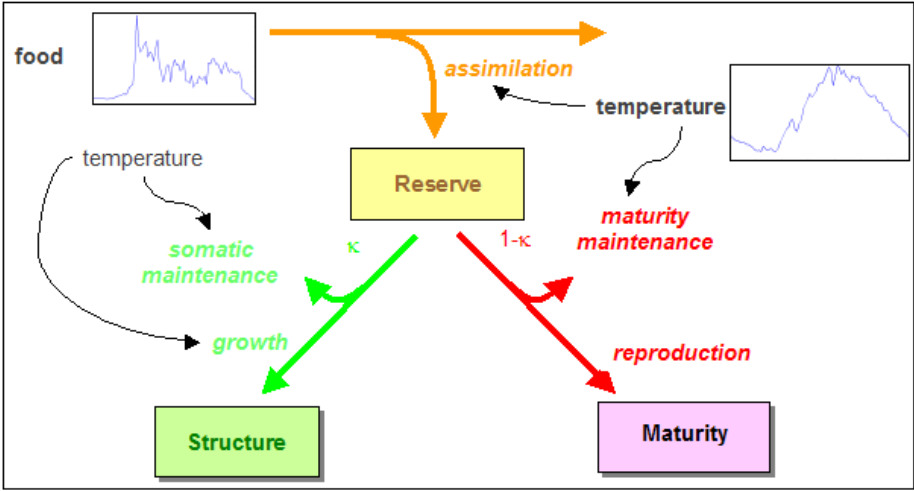 food
assimilation
temperature
temperature
Reserve
κ
1-κ
maturity
maintenance
somatic
maintenance
growth
reproduction
Structure
Maturity